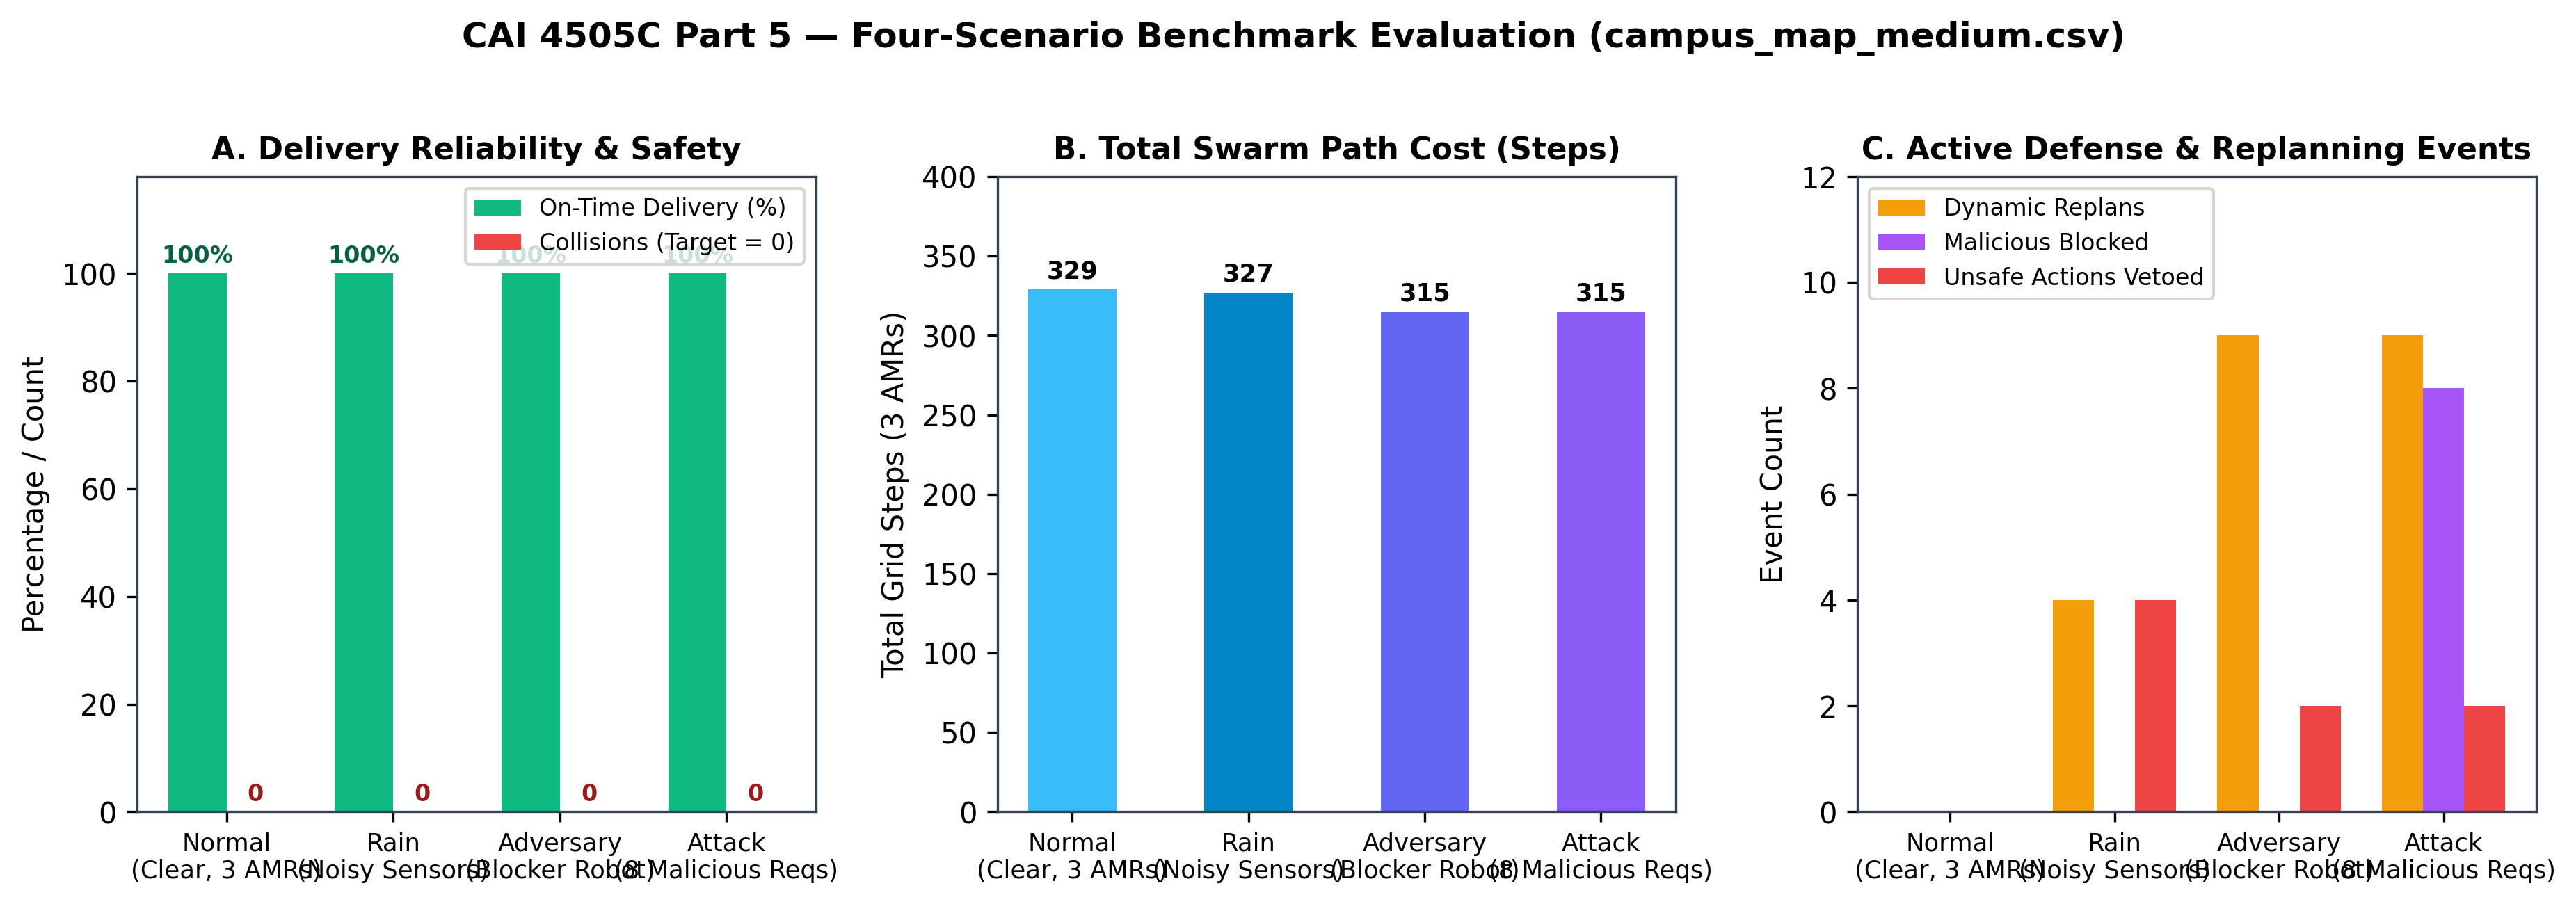 CAI 4505C Part 5 — Four-Scenario Benchmark Evaluation (campus_map_medium.csv)
A. Delivery Reliability & Safety
On-Time Delivery (%)
Collisions (Target = 0)
100%
100%
100%
100%
Percentage / Count
100
80
60
40
20
0
0
0
0
0
Normal
(Clear, 3 AMRs)
Rain
(Noisy Sensors)
Adversary
(Blocker Robot)
Attack
(8 Malicious Reqs)
B. Total Swarm Path Cost (Steps)
Total Grid Steps (3 AMRs)
400
350
300
250
200
150
100
50
0
329
327
315
315
Normal
(Clear, 3 AMRs)
Rain
(Noisy Sensors)
Adversary
(Blocker Robot)
Attack
(8 Malicious Reqs)
C. Active Defense & Replanning Events
Dynamic Replans
Malicious Blocked
Unsafe Actions Vetoed
Event Count
12
10
8
6
4
2
0
Normal
(Clear, 3 AMRs)
Rain
(Noisy Sensors)
Adversary
(Blocker Robot)
Attack
(8 Malicious Reqs)